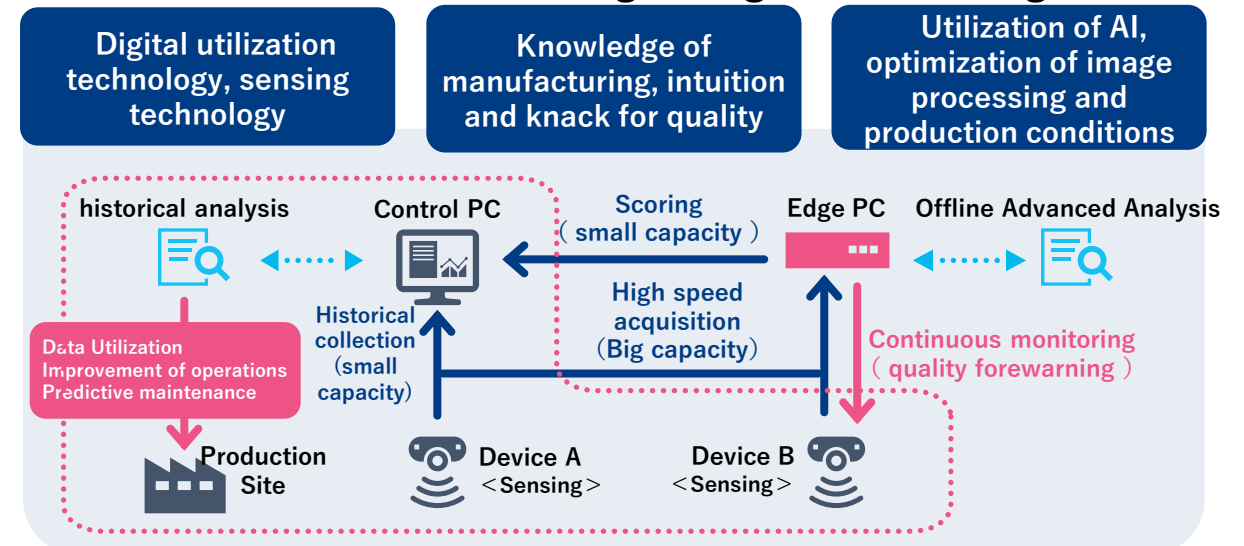 Digital utilization
technology, sensing
technology
Knowledge of
manufacturing, intuition
and knack for quality
Utilization of AI,
optimization of image
processing and
production conditions
historical analysis
Control PC
Scoring
( small capacity )
Edge PC
Offline Advanced Analysis
High speed
acquisition
(Big capacity)
Historical
collection
(small
capacity)
Data Utilization
Improvement of operations
Predictive maintenance
Continuous monitoring
( quality forewarning )
Production
Site
Device A
<Sensing>
Device B
<Sensing>